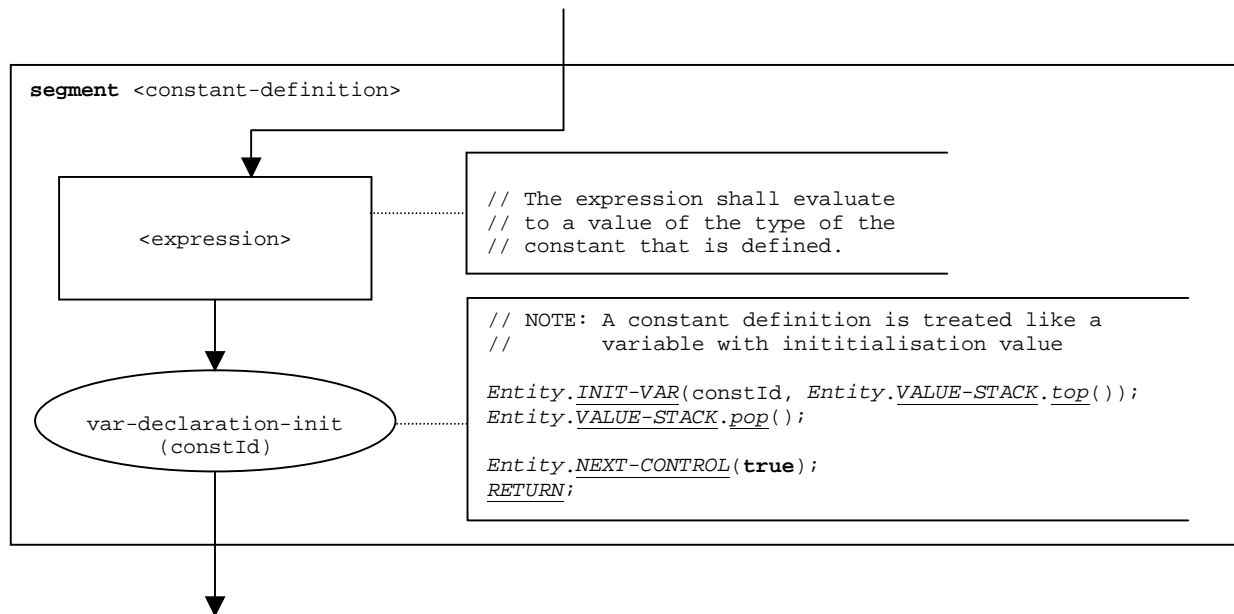 segment <constant-definition>
<expression>
// The expression shall evaluate
// to a value of the type of the
// constant that is defined.
var-declaration-init
(constId)
// NOTE: A constant definition is treated like a
//       variable with inititialisation value
Entity.INIT-VAR(constId, Entity.VALUE-STACK.top());
Entity.VALUE-STACK.pop();
Entity.NEXT-CONTROL(true);
RETURN;